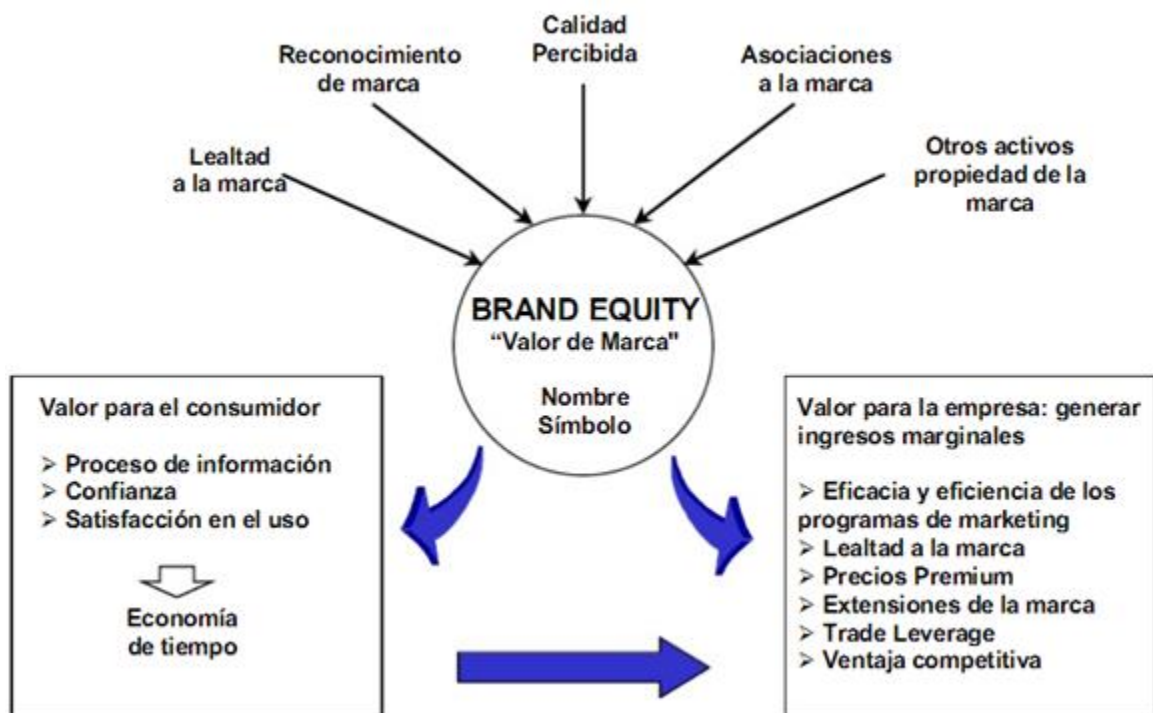 Calidad
Percibida
Reconocimiento
de marca
Asociaciones
a la marca
Lealtad
a la marca
Otros activos
propiedad de la
marca
BRAND EQUITY
“Valor de Marca"
Nombre
Símbolo
Valor para el consumidor
➢ Proceso de información
➢ Confianza
➢ Satisfacción en el uso
Economía
de tiempo
Valor para la empresa: generar
ingresos marginales
➢ Eficacia y eficiencia de los
programas de marketing
➢ Lealtad a la marca
➢ Precios Premium
➢ Extensiones de la marca
➢ Trade Leverage
➢ Ventaja competitiva